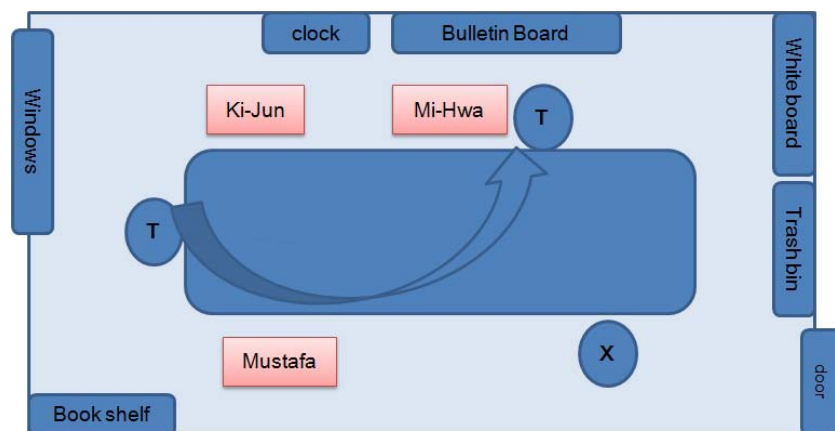 clock
Bulletin Board
White board
Windows
Ki-Jun
Mi-Hwa
T
T
Trash bin
Mustafa
X
door
Book shelf